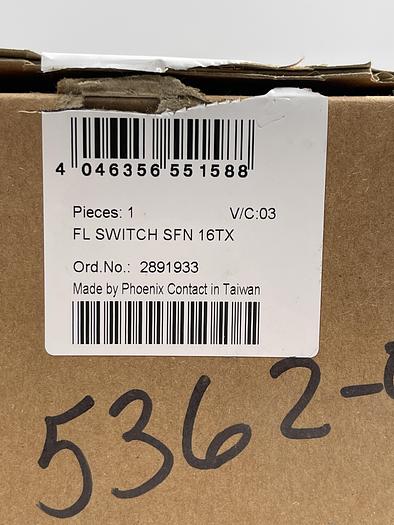 4 046356 551588
Pieces: 1 V/C:03
FL SWITCH SFN 16TX
Ord.No.: 2891933
Made by Phoenix Contact in Taiwan
5362-